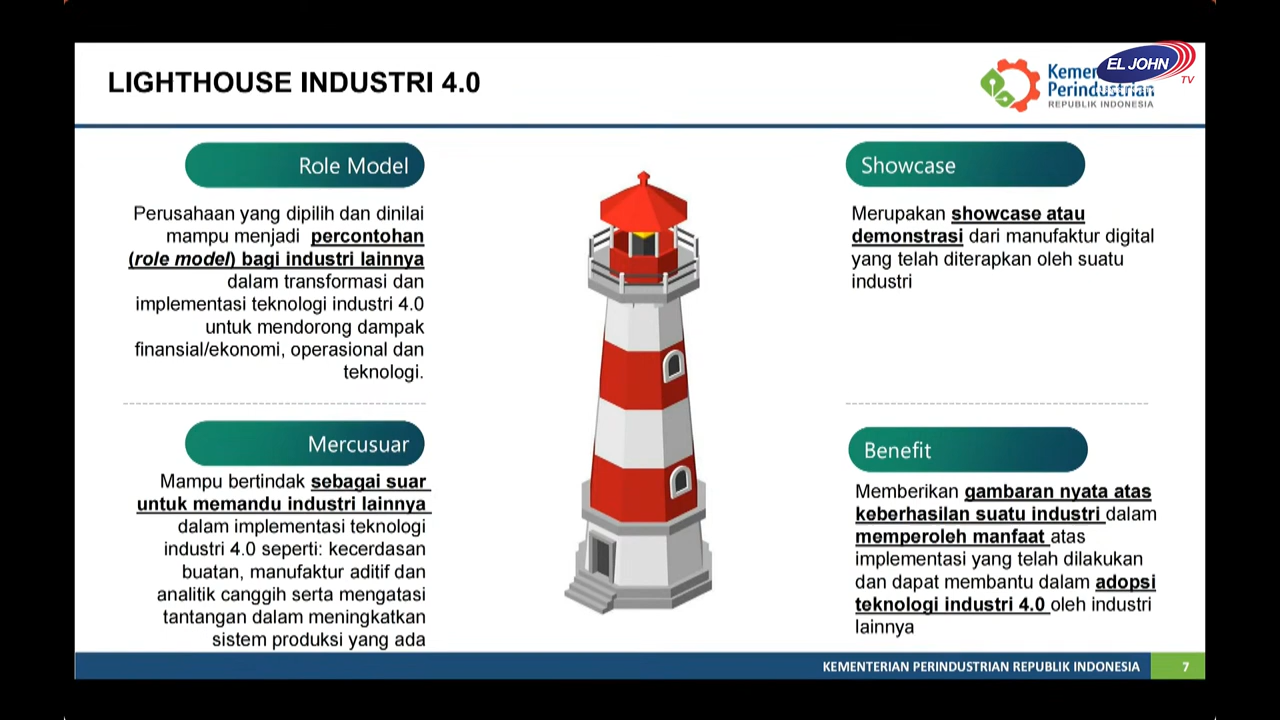 LIGHTHOUSE INDUSTRI 4.0
Perindustrian
REPUBLIK INDONESIA
EL JOHN
TV
Role Model
Perusahaan yang dipilih dan dinilai
mampu menjadi percontohan
(role model) bagi industri lainnya
dalam transformasi dan
implementasi teknologi industri 4.0
untuk mendorong dampak
finansial/ekonomi, operasional dan
teknologi.
Showcase
Merupakan showcase atau
demonstrasi dari manufaktur digital
yang telah diterapkan oleh suatu
industri
Mercusuar
Mampu bertindak sebagai suar
untuk memandu industri lainnya
dalam implementasi teknologi
industri 4.0 seperti: kecerdasan
buatan, manufaktur aditif dan
analitik canggih serta mengatasi
tantangan dalam meningkatkan
sistem produksi yang ada
Benefit
Memberikan gambaran nyata atas
keberhasilan suatu industri dalam
memperoleh manfaat atas
implementasi yang telah dilakukan
dan dapat membantu dalam adopsi
teknologi industri 4.0 oleh industri
lainnya
KEMENTERIAN PERINDUSTRIAN REPUBLIK INDONESIA
7